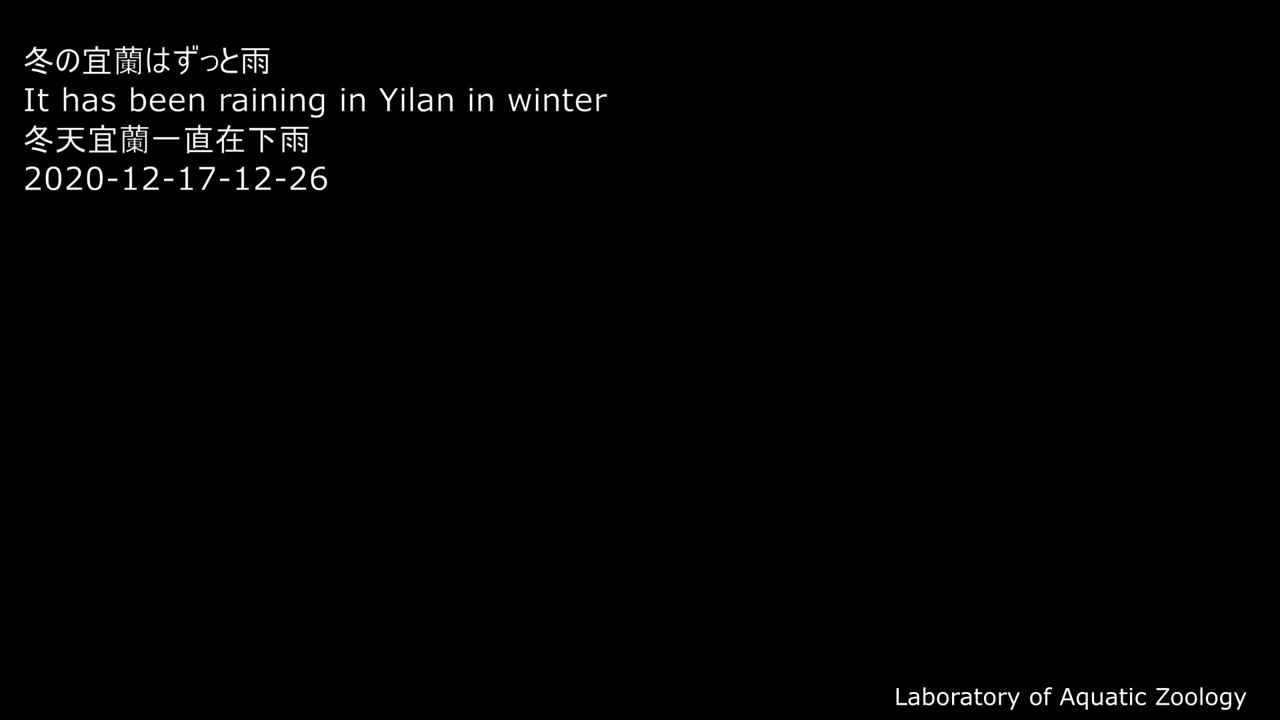 冬の宜蘭はずっと雨
It has been raining in Yilan in winter
冬天宜蘭一直在下雨
2020-12-17-12-26
Laboratory of Aquatic Zoology